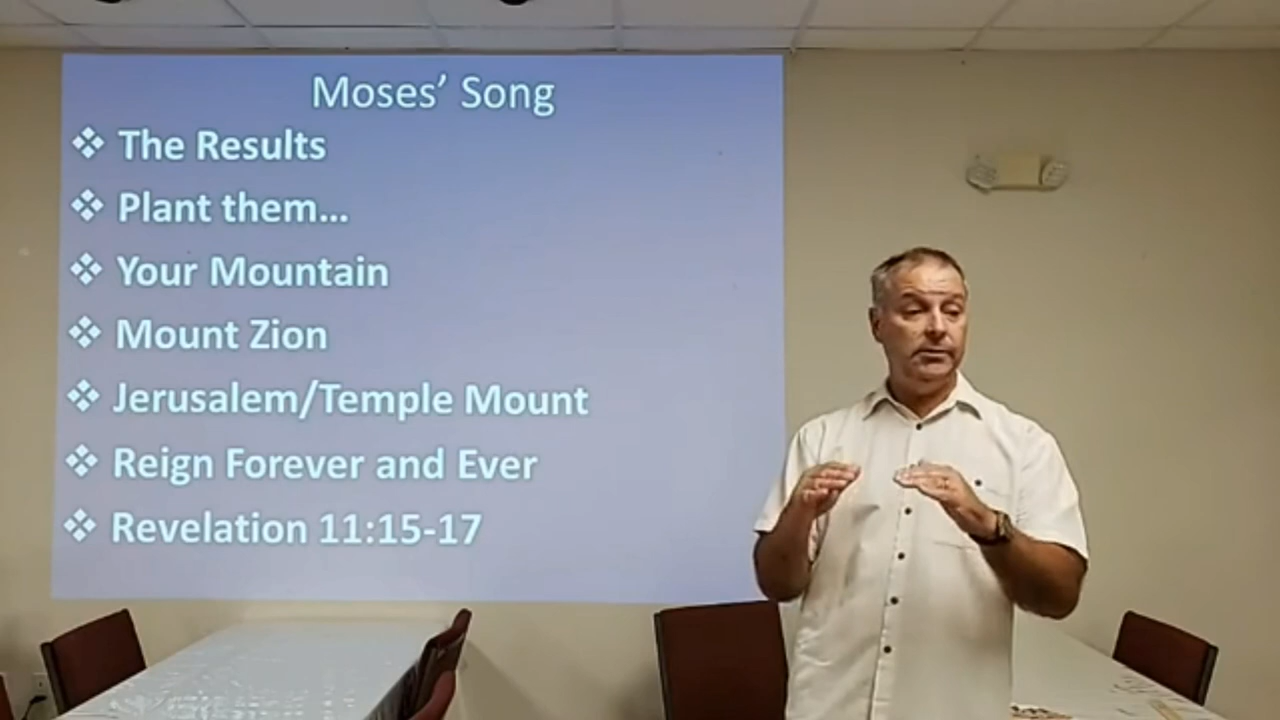 Moses’ Song
❖ The Results
❖ Plant them...
❖ Your Mountain
❖ Mount Zion
❖ Jerusalem/Temple Mount
❖ Reign Forever and Ever
❖ Revelation 11:15-17